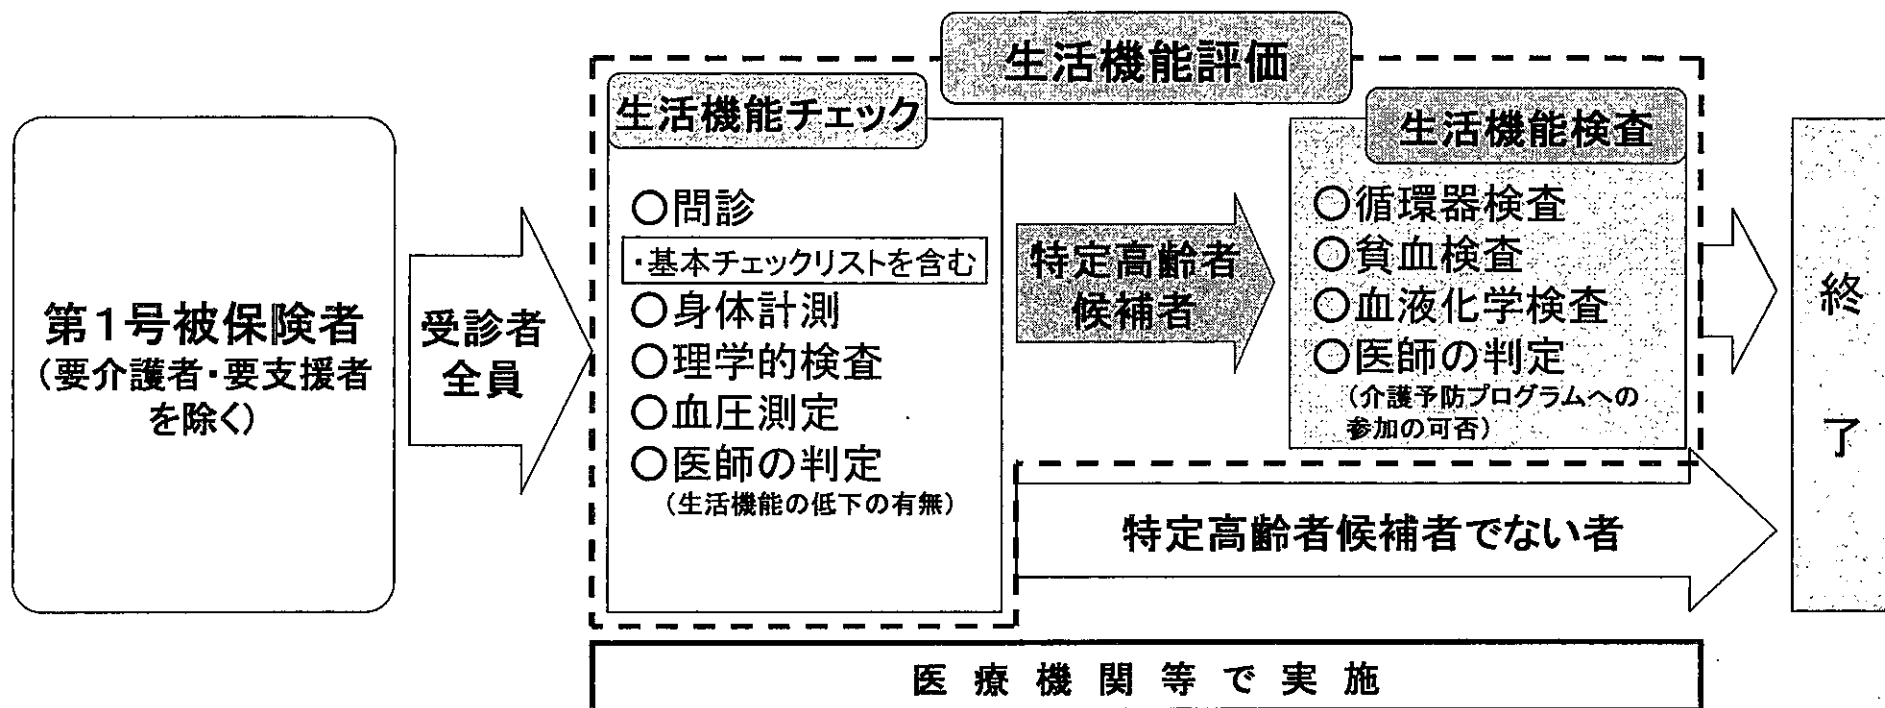 生活機能評価
第1号被保険者
(要介護者・要支援者
を除く)
受診者
全員
生活機能チェック
○問診
・基本チェックリストを含む
○身体計測
○理学的検査
○血圧測定
○医師の判定
(生活機能の低下の有無)
特定高齢者
候補者
生活機能検査
○循環器検査
○貧血検査
○血液化学検査
○医師の判定
(介護予防プログラムへの
参加の可否)
特定高齢者候補者でない者
終
了
医療機関等で実施